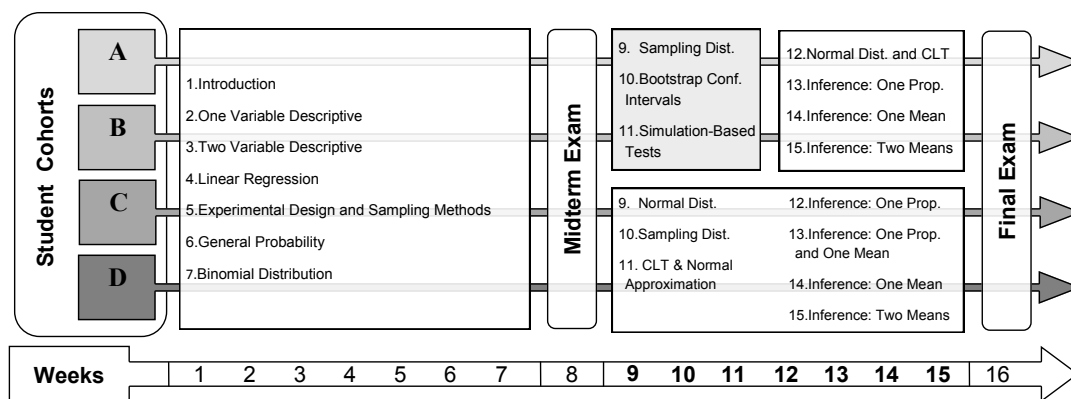 Student Cohorts
A
B
C
D
1.Introduction
2.One Variable Descriptive
3.Two Variable Descriptive
4.Linear Regression
5.Experimental Design and Sampling Methods
6.General Probability
7.Binomial Distribution
Midterm Exam
9. Sampling Dist.
10.Bootstrap Conf.
Intervals
11.Simulation-Based
Tests
12.Normal Dist. and CLT
13.Inference: One Prop.
14.Inference: One Mean
15.Inference: Two Means
9. Normal Dist.
10.Sampling Dist.
11. CLT & Normal
Approximation
12.Inference: One Prop.
13.Inference: One Prop.
and One Mean
14.Inference: One Mean
15.Inference: Two Means
Final Exam
Weeks 1 2 3 4 5 6 7 8 9 10 11 12 13 14 15 16